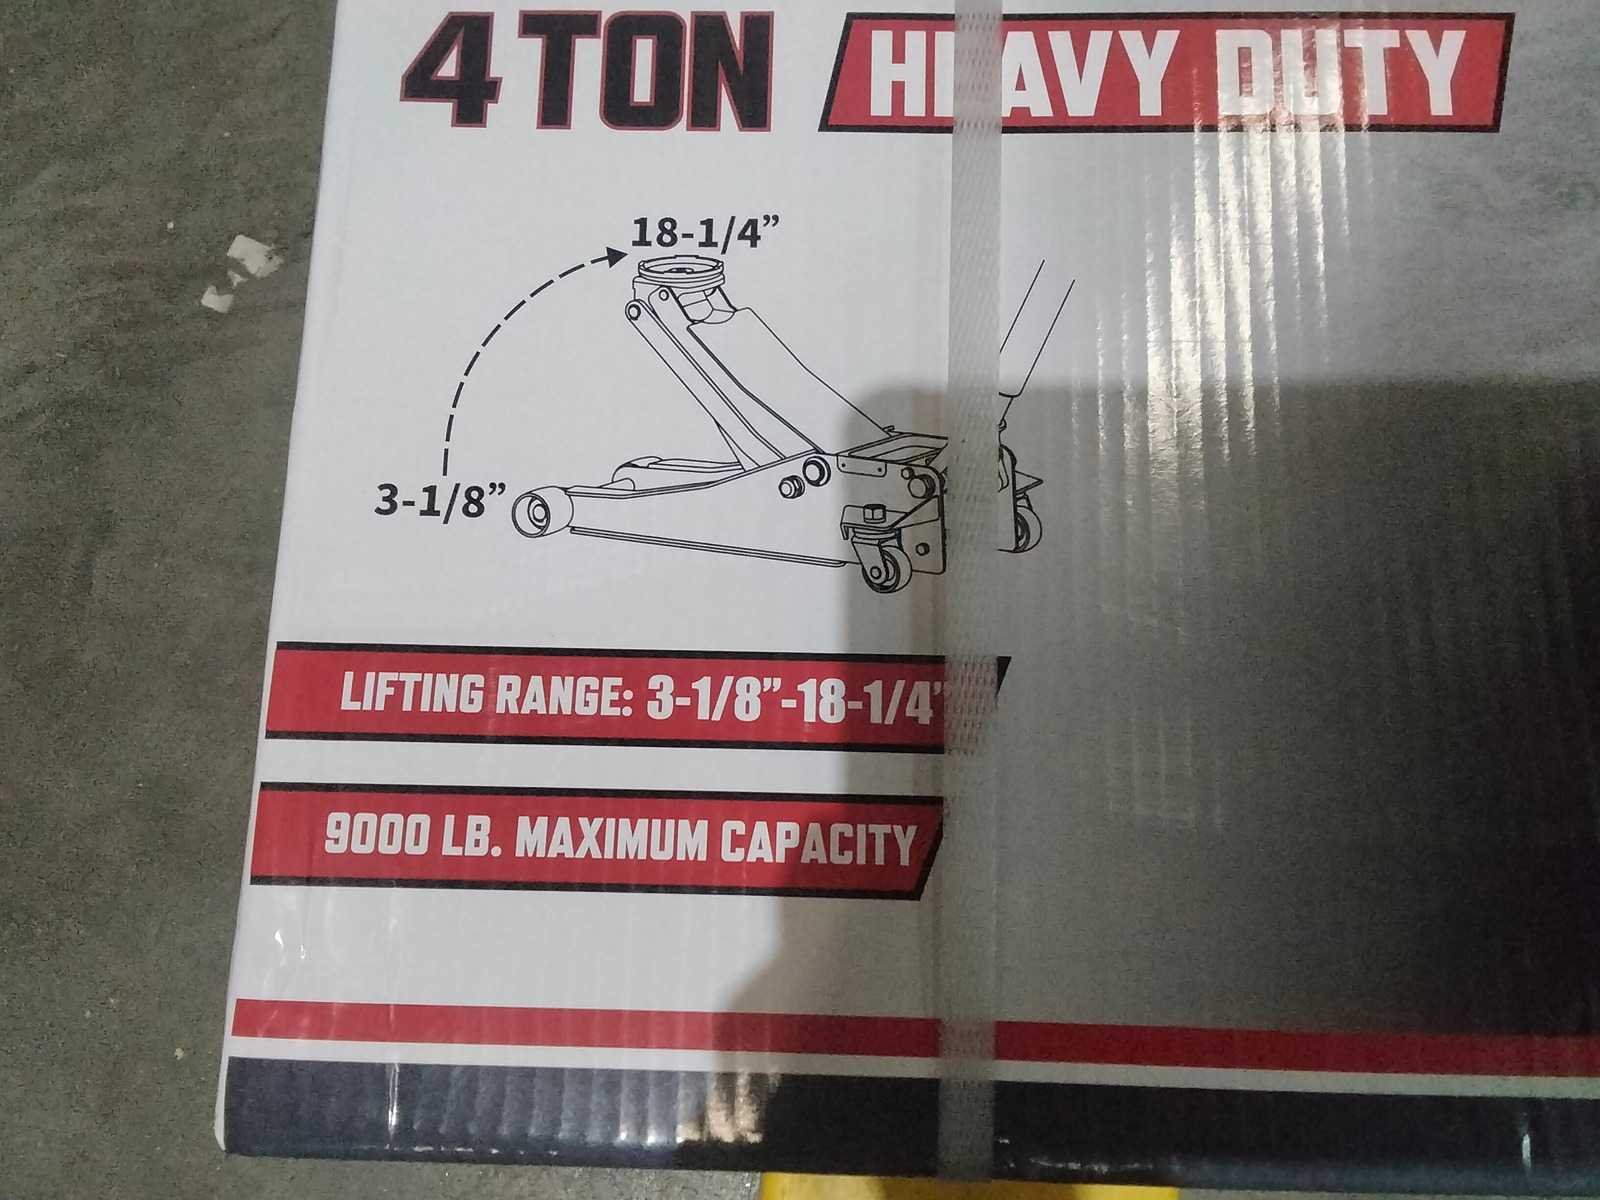 4 TON HEAVY DUTY
18-1/4”
3-1/8”
LIFTING RANGE: 3-1/8”-18-1/4”
9000 LB. MAXIMUM CAPACITY